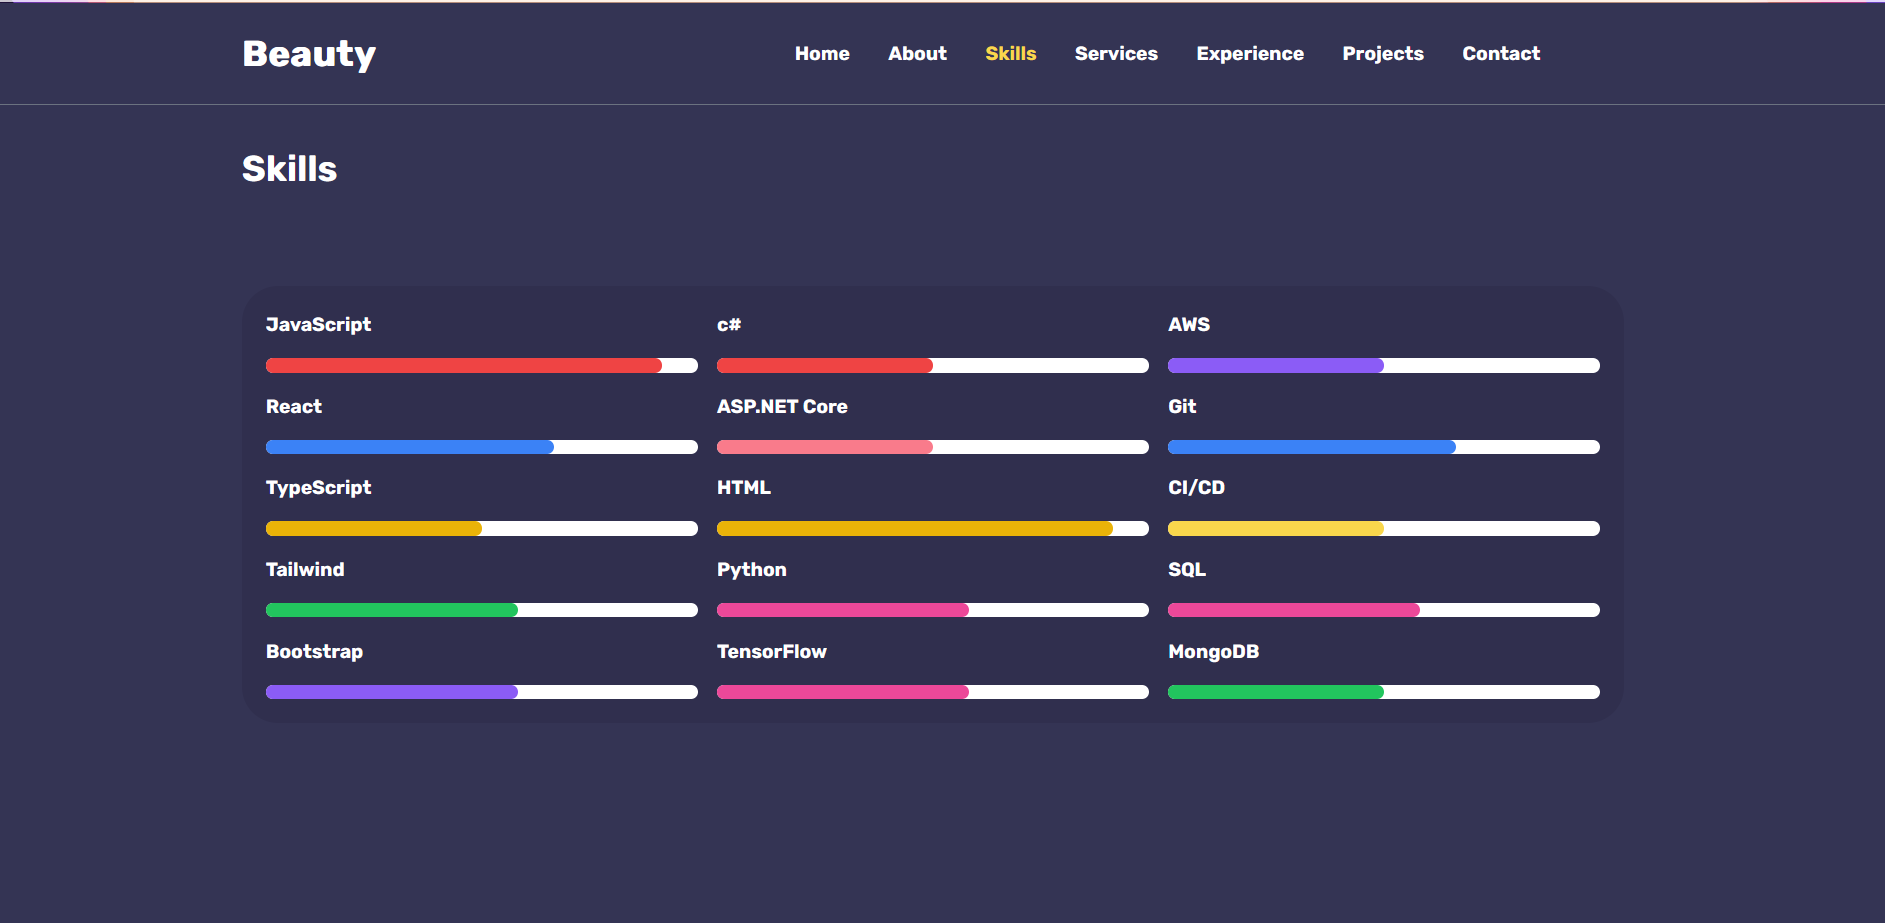 Beauty
Home About Skills Services Experience Projects Contact
Skills
JavaScript c# AWS
React ASP.NET Core Git
TypeScript HTML CI/CD
Tailwind Python SQL
Bootstrap TensorFlow MongoDB